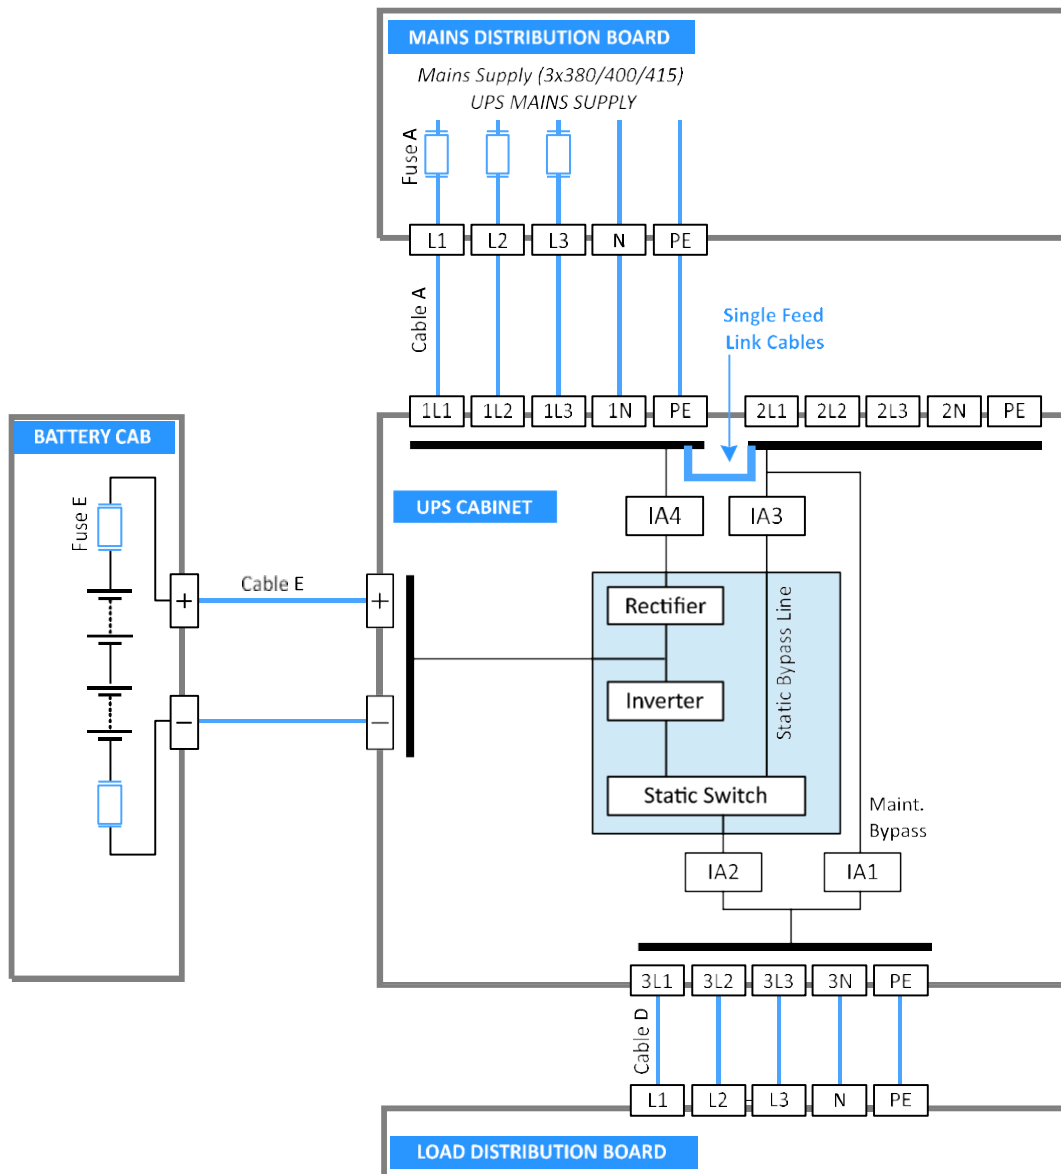 MAINS DISTRIBUTION BOARD
Mains Supply (3x380/400/415)
UPS MAINS SUPPLY
Fuse A
L1 L2 L3 N PE
Cable A
Single Feed
Link Cables
1L1 1L2 1L3 1N PE 2L1 2L2 2L3 2N PE
BATTERY CAB
Fuse E
UPS CABINET
IA4 IA3
Cable E
+ +
Rectifier
Static Bypass Line
Inverter
− −
Static Switch
Maint.
Bypass
IA2 IA1
3L1 3L2 3L3 3N PE
Cable D
L1 L2 L3 N PE
LOAD DISTRIBUTION BOARD